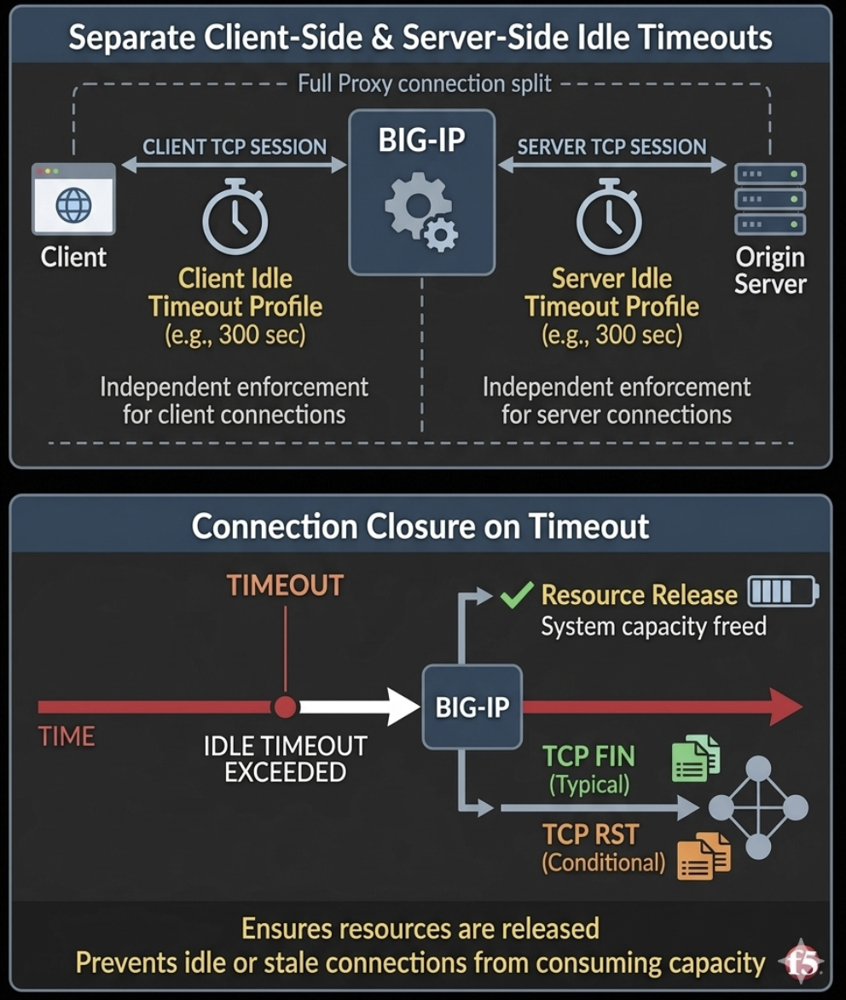 Separate Client-Side & Server-Side Idle Timeouts
Full Proxy connection split
CLIENT TCP SESSION
BIG-IP
SERVER TCP SESSION
Client
Client Idle
Timeout Profile
(e.g., 300 sec)
Server Idle
Timeout Profile
(e.g., 300 sec)
Origin
Server
Independent enforcement
for client connections
Independent enforcement
for server connections
Connection Closure on Timeout
TIMEOUT
Resource Release
System capacity freed
TIME
IDLE TIMEOUT
EXCEEDED
BIG-IP
TCP FIN
(Typical)
TCP RST
(Conditional)
Ensures resources are released
Prevents idle or stale connections from consuming capacity
f5